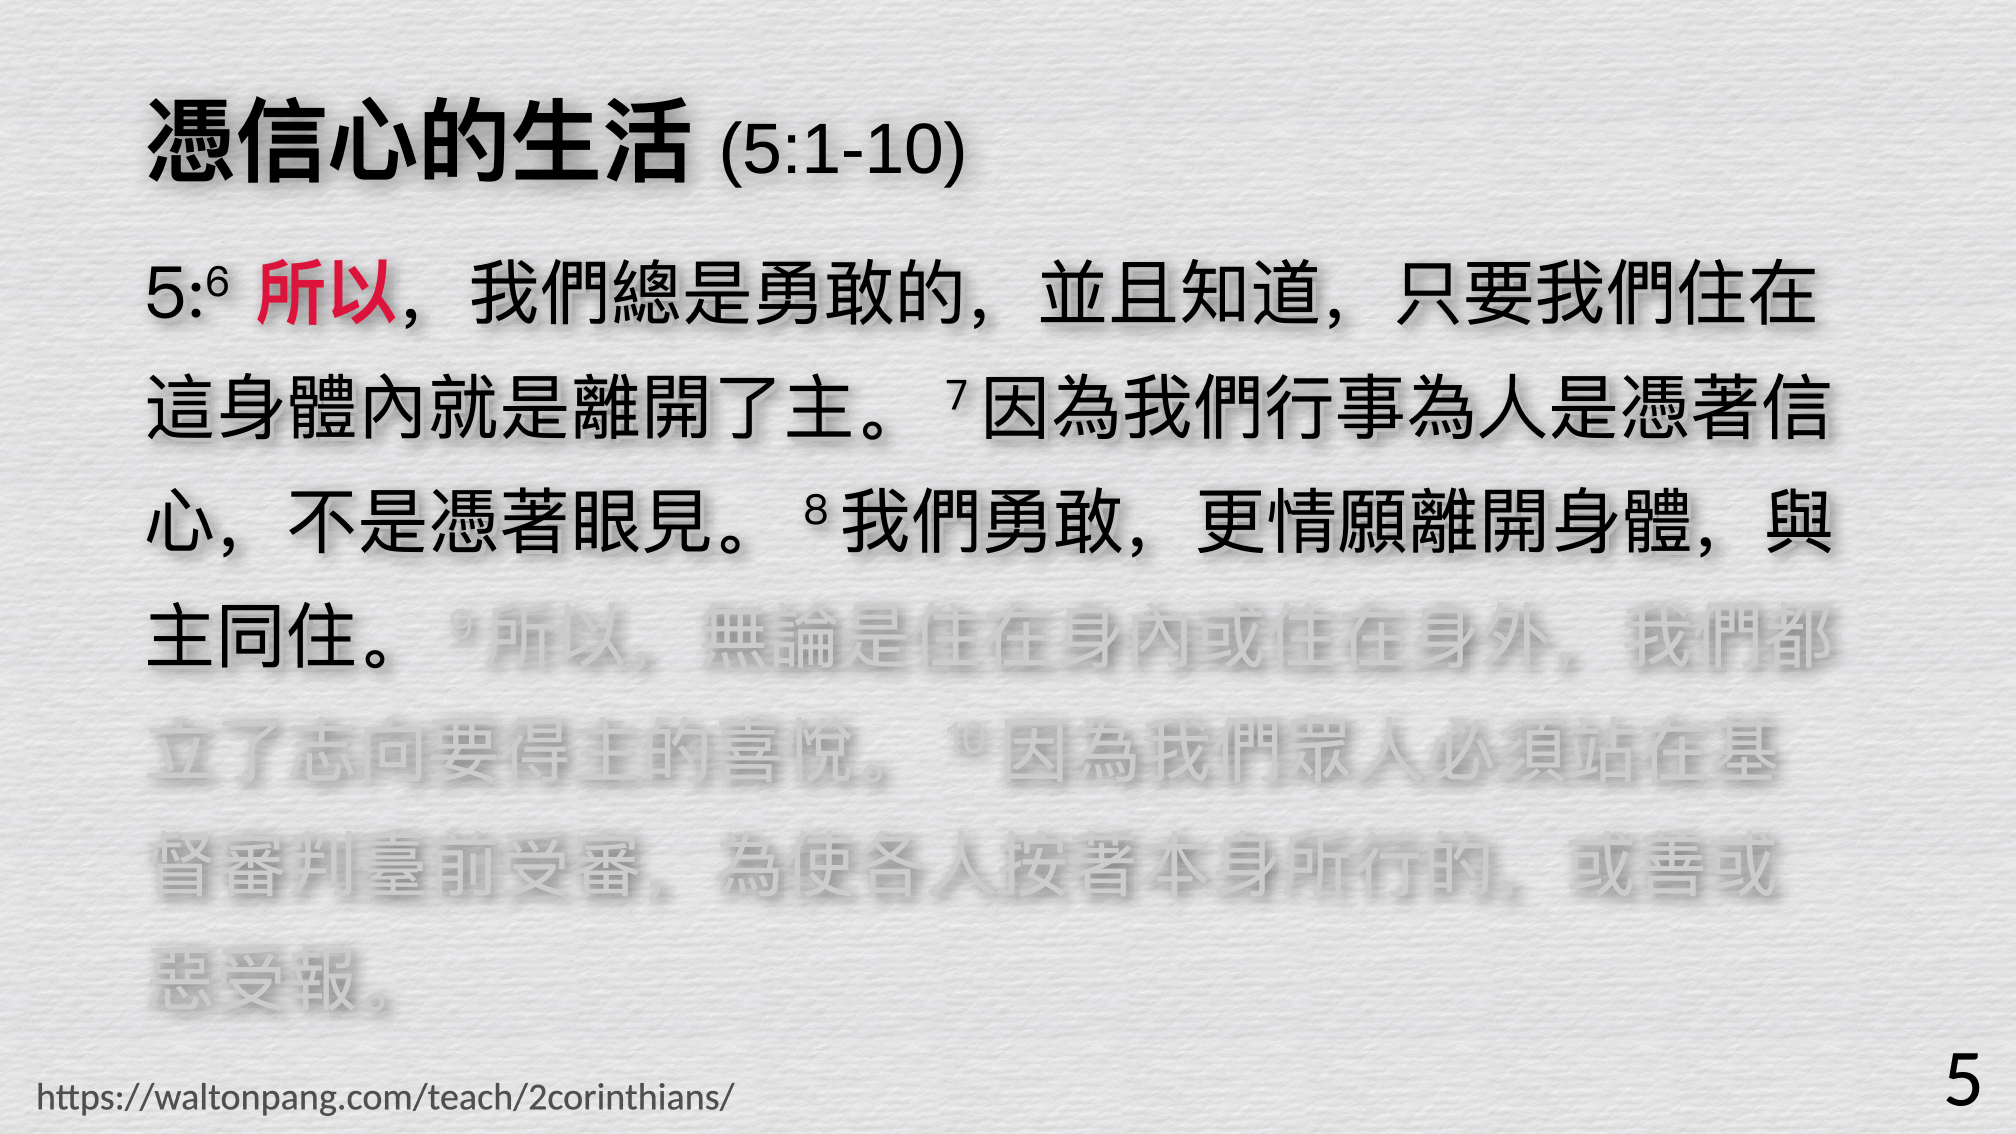 憑信心的生活 (5:1-10)
5:6 所以，我們總是勇敢的，並且知道，只要我們住在
這身體內就是離開了主。 7 因為我們行事為人是憑著信
心，不是憑著眼見。 8 我們勇敢，更情願離開身體，與
主同住。 9 所以，無論是住在身內或住在身外，我們都
立了志向要得主的喜悅。 10 因為我們眾人必須站在基
督審判臺前受審，為使各人按著本身所行的，或善或
惡受報。
https://waltonpang.com/teach/2corinthians/
5